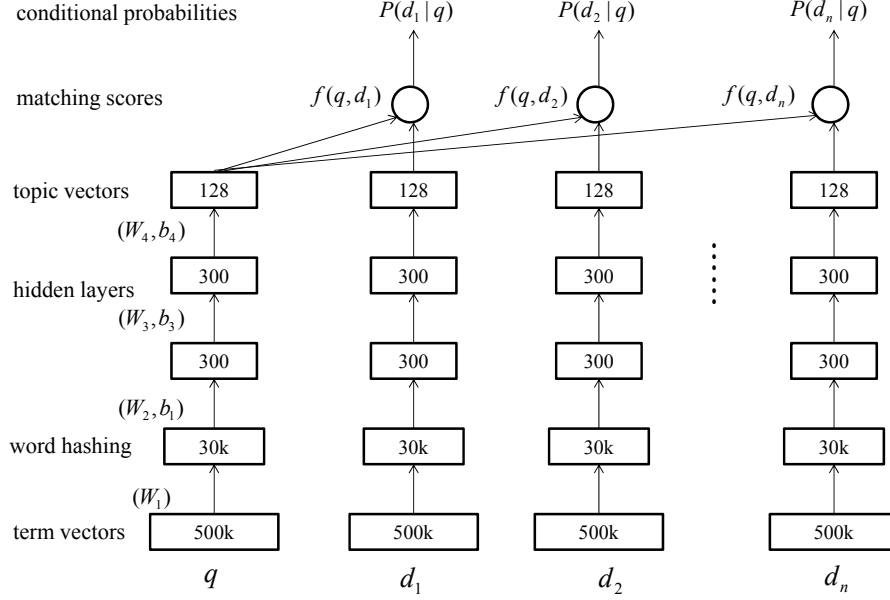 conditional probabilities P(d₁ | q) P(d₂ | q) P(dₙ | q)
matching scores f(q, d₁) f(q, d₂) f(q, dₙ)
topic vectors 128 128 128 128
(W₄, b₄)
hidden layers 300 300 300 300
(W₃, b₃)
300 300 300 300
(W₂, b₁)
word hashing 30k 30k 30k 30k
(W₁)
term vectors 500k 500k 500k 500k
q d₁ d₂ dₙ